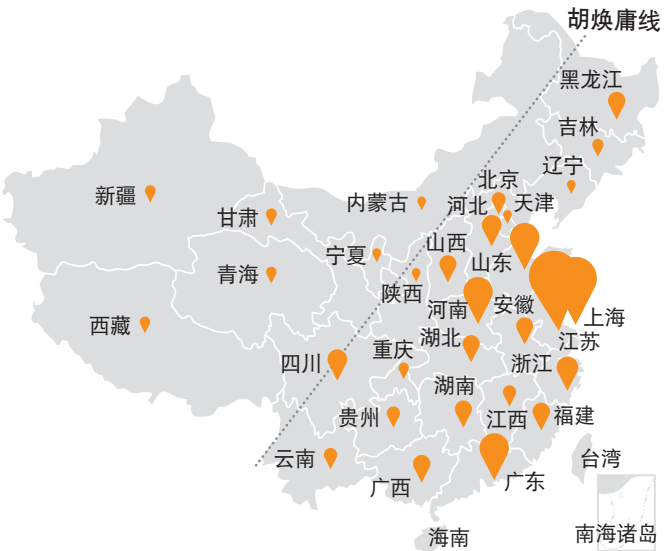 胡焕庸线
黑龙江
吉林
辽宁
北京
天津
河北
内蒙古
新疆
甘肃
宁夏
山西
山东
青海
陕西
河南
安徽
西藏
上海
江苏
湖北
重庆
四川
浙江
湖南
贵州
江西
福建
云南
广西
广东
台湾
海南
南海诸岛